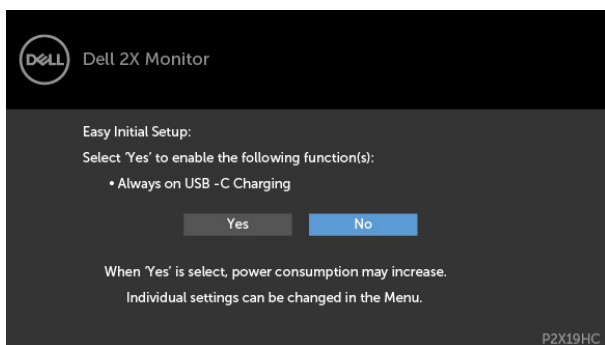 DELL
Dell 2X Monitor
Easy Initial Setup:
Select ‘Yes’ to enable the following function(s):
• Always on USB -C Charging
Yes
No
When ‘Yes’ is select, power consumption may increase.
Individual settings can be changed in the Menu.
P2X19HC